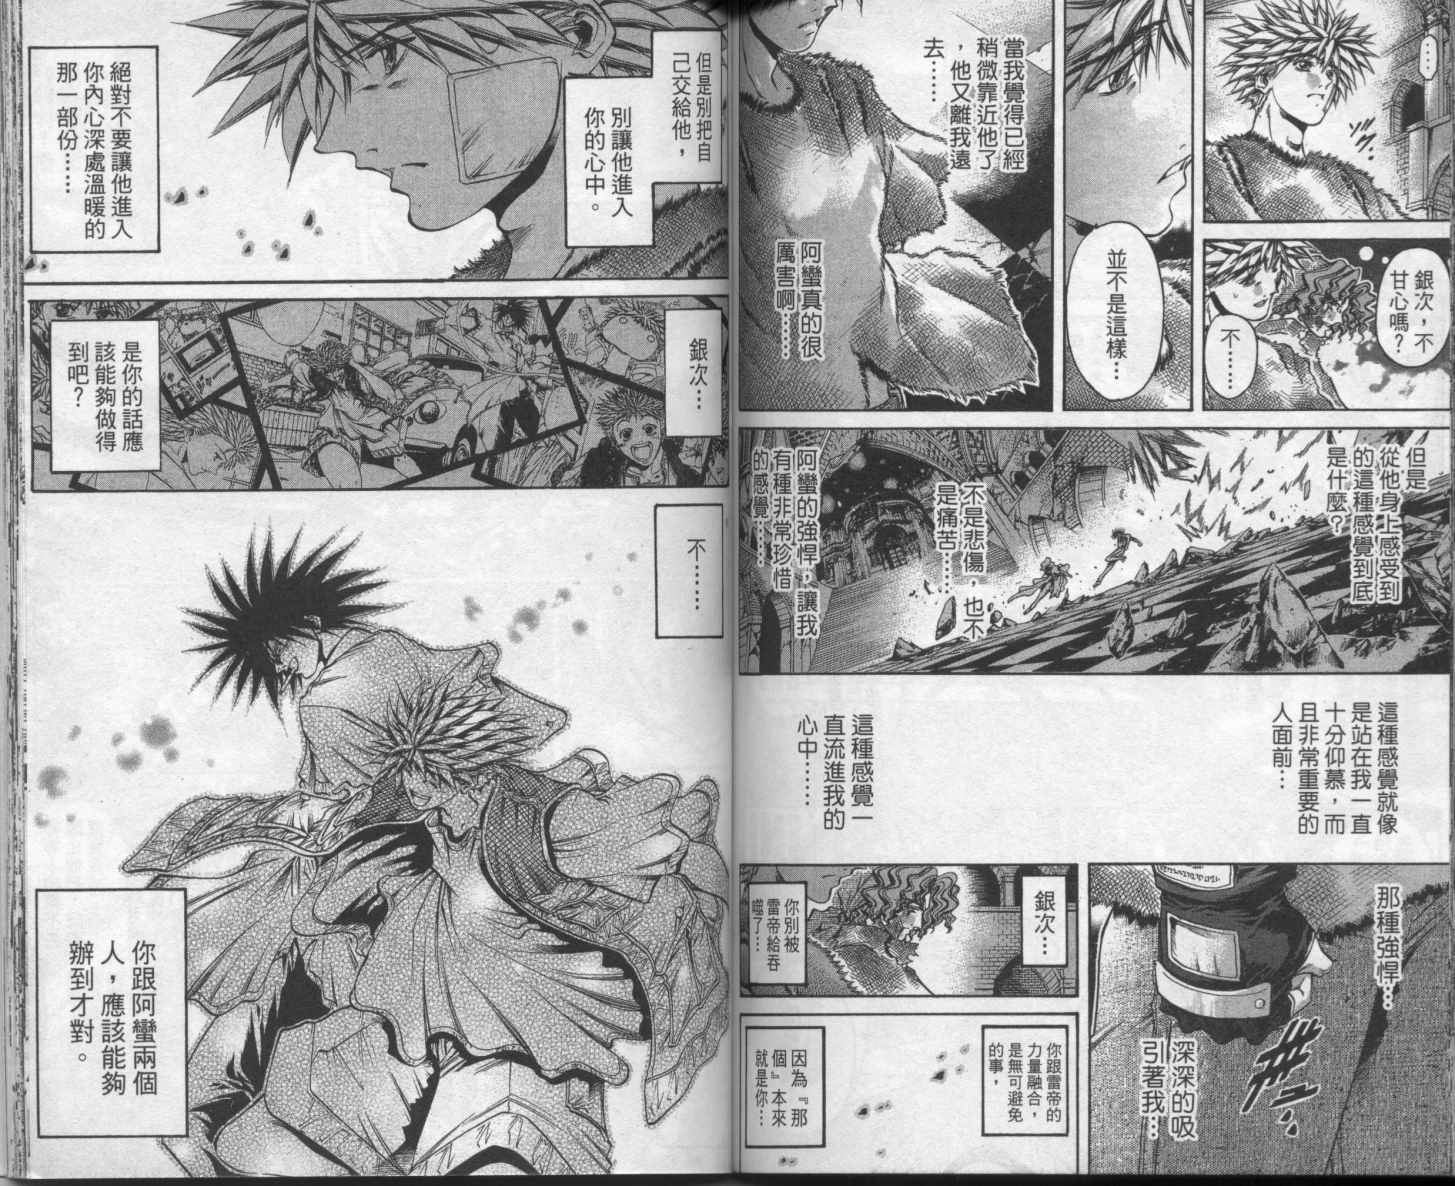 ……
銀次，不
甘心嗎？
不……
並不是這樣…
當我覺得已經
稍微靠近他了
，他又離我遠
去……
阿蠻真的很
厲害啊……
但是
從他身上感受到
的這種感覺到底
是什麼？
不是悲傷，也不
是痛苦……
阿蠻的強悍，讓我
有種非常珍惜
的感覺……
這種感覺就像
是站在我一直
十分仰慕，而
且非常重要的
人面前…
這種感覺一
直流進我的
心中……
那種強悍…
深深的吸
引著我…
銀次…
你別被
雷帝給吞
噬了…
你跟雷帝的
力量融合，
是無可避免
的事，
因為『那
個』本來
就是你…
但是別把自
己交給他，
別讓他進入
你的心中。
絕對不要讓他進入
你內心深處溫暖的
那一部份……
銀次…
是你的話應
該能夠做得
到吧？
不……
你跟阿蠻兩個
人，應該能夠
辦到才對。